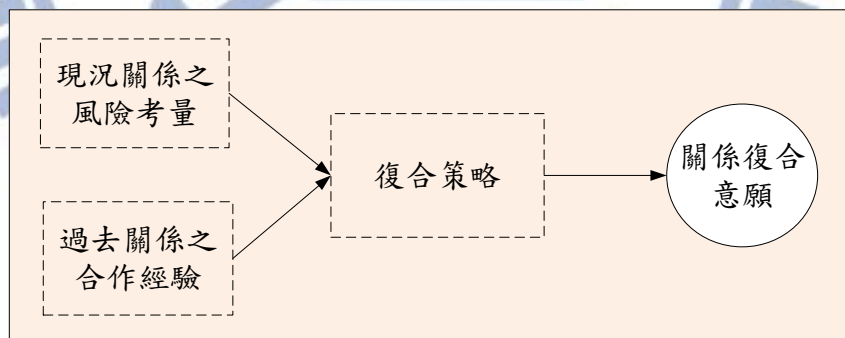 現況關係之
風險考量
過去關係之
合作經驗
復合策略
關係復合
意願